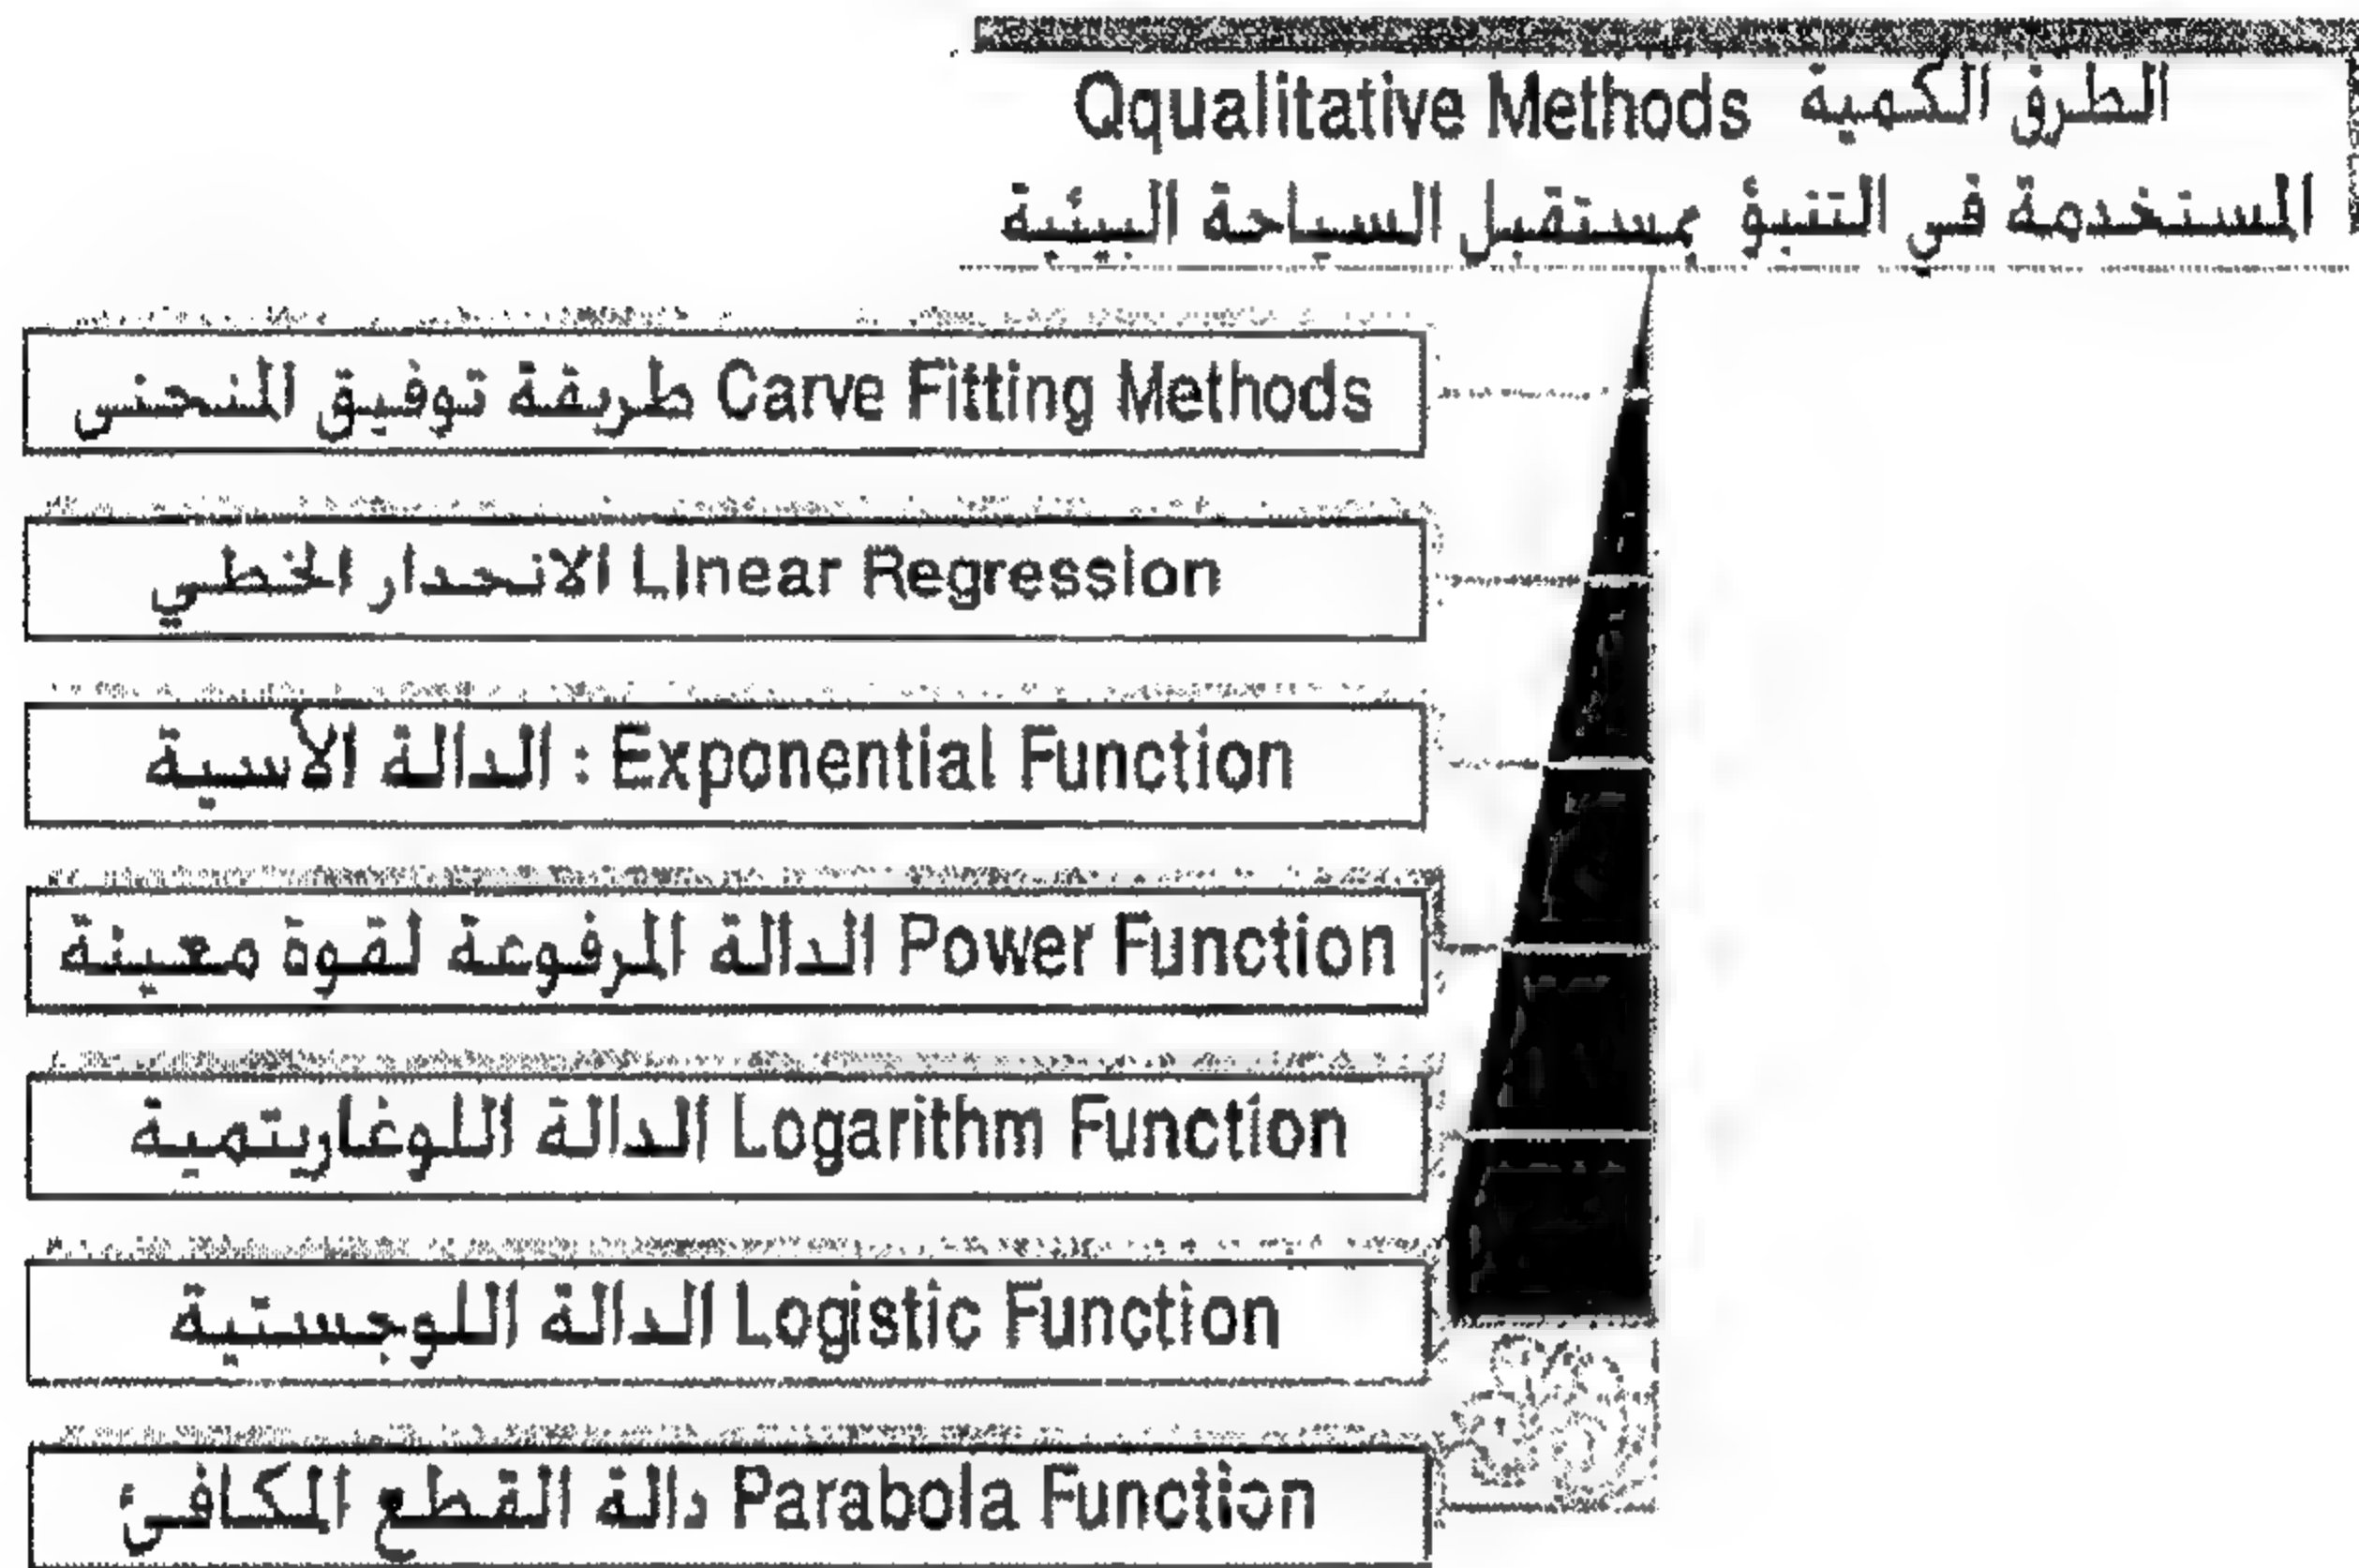 الطرق الكمية Qqualitative Methods
المستخدمة في التنبؤ بمستقبل السياحة البيئية
طريقة توفيق المنحنى Carve Fitting Methods
الانحدار الخطي Linear Regression
الدالة الأسية : Exponential Function
الدالة المرفوعة لقوة معينة Power Function
الدالة اللوغاريتمية Logarithm Function
الدالة اللوجستية Logistic Function
دالة القطع المكافئ Parabola Function